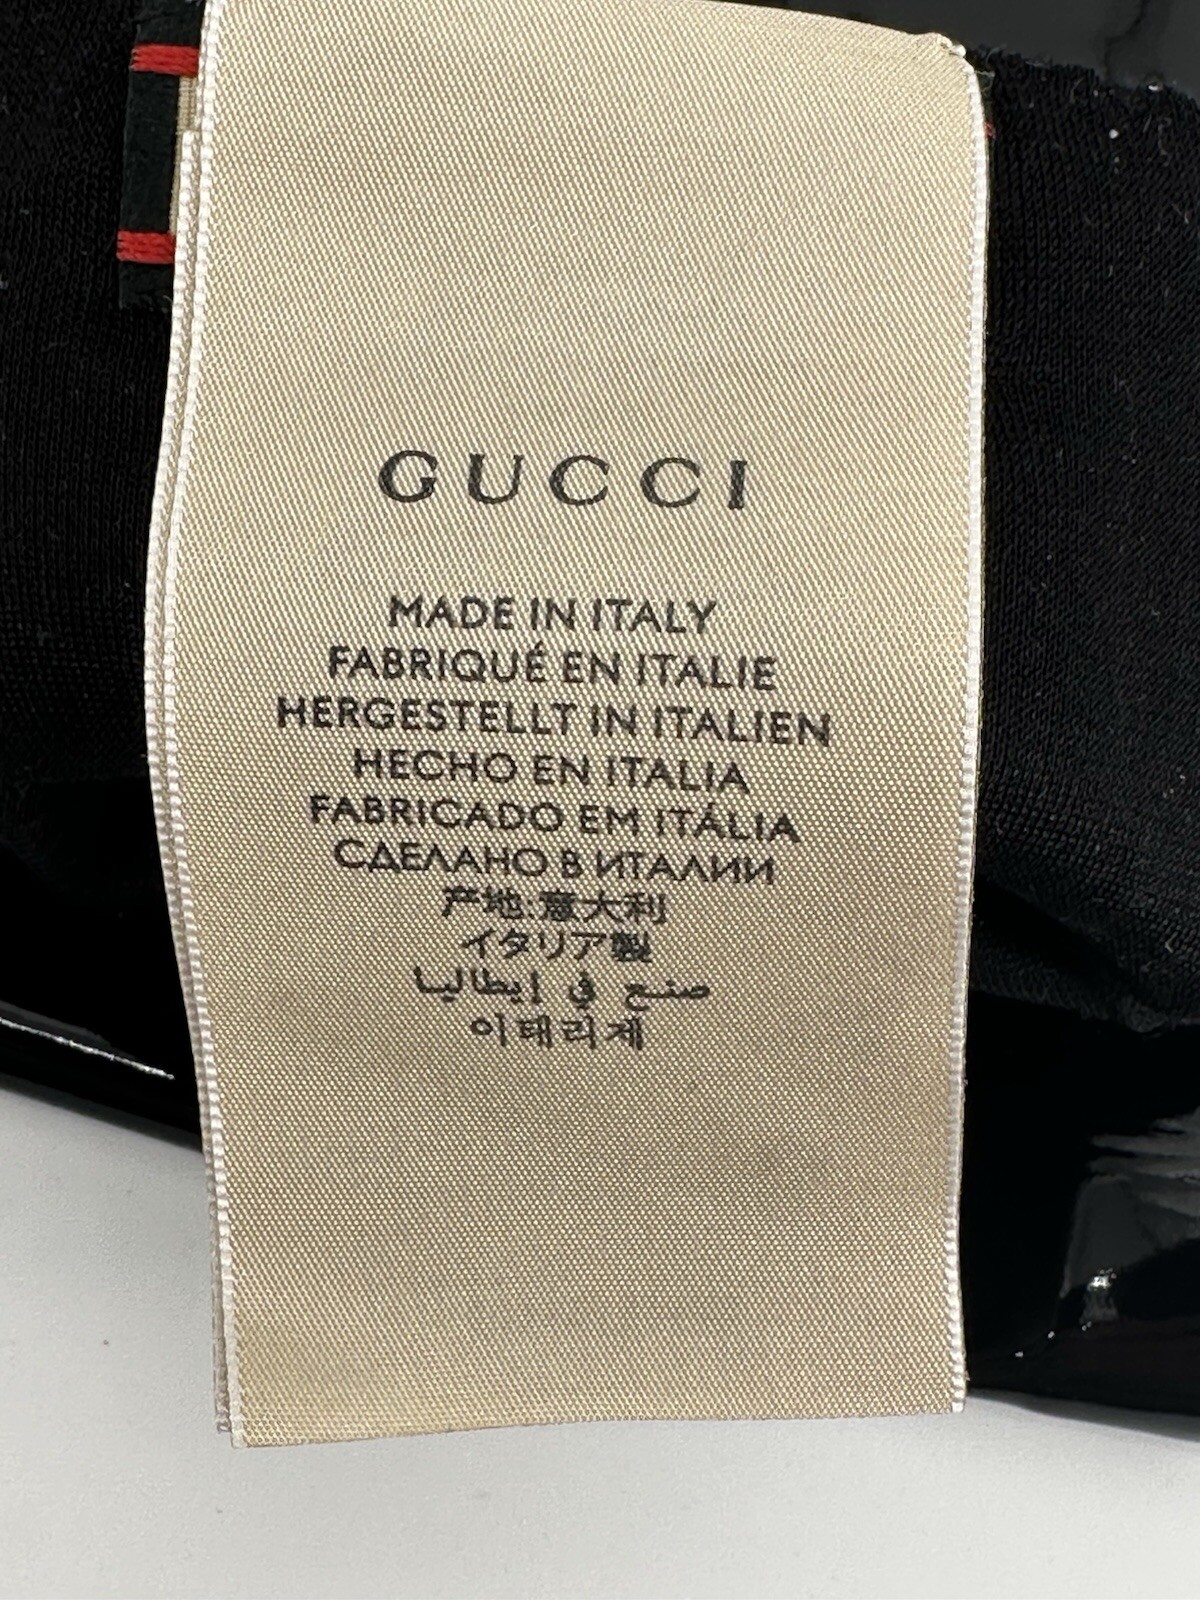 GUCCI
MADE IN ITALY
FABRIQUÉ EN ITALIE
HERGESTELLT IN ITALIEN
HECHO EN ITALIA
FABRICADO EM ITÁLIA
СДЕЛАНО В ИТАЛИИ
产地:意大利
イタリア製
صنع في إيطاليا
이태리제